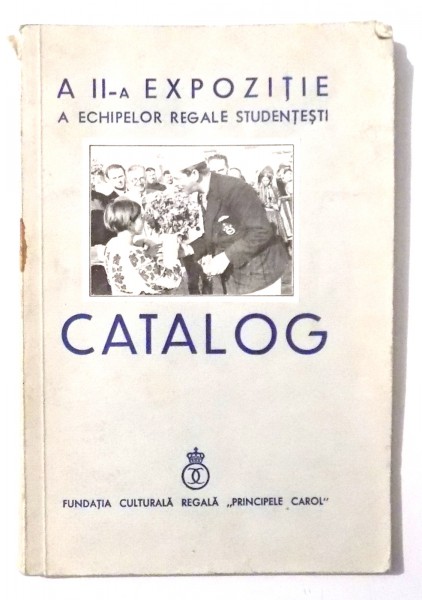 A II-A EXPOZIȚIE
A ECHIPELOR REGALE STUDENȚEȘTI
CATALOG
FUNDAȚIA CULTURALĂ REGALĂ „PRINCIPELE CAROL"